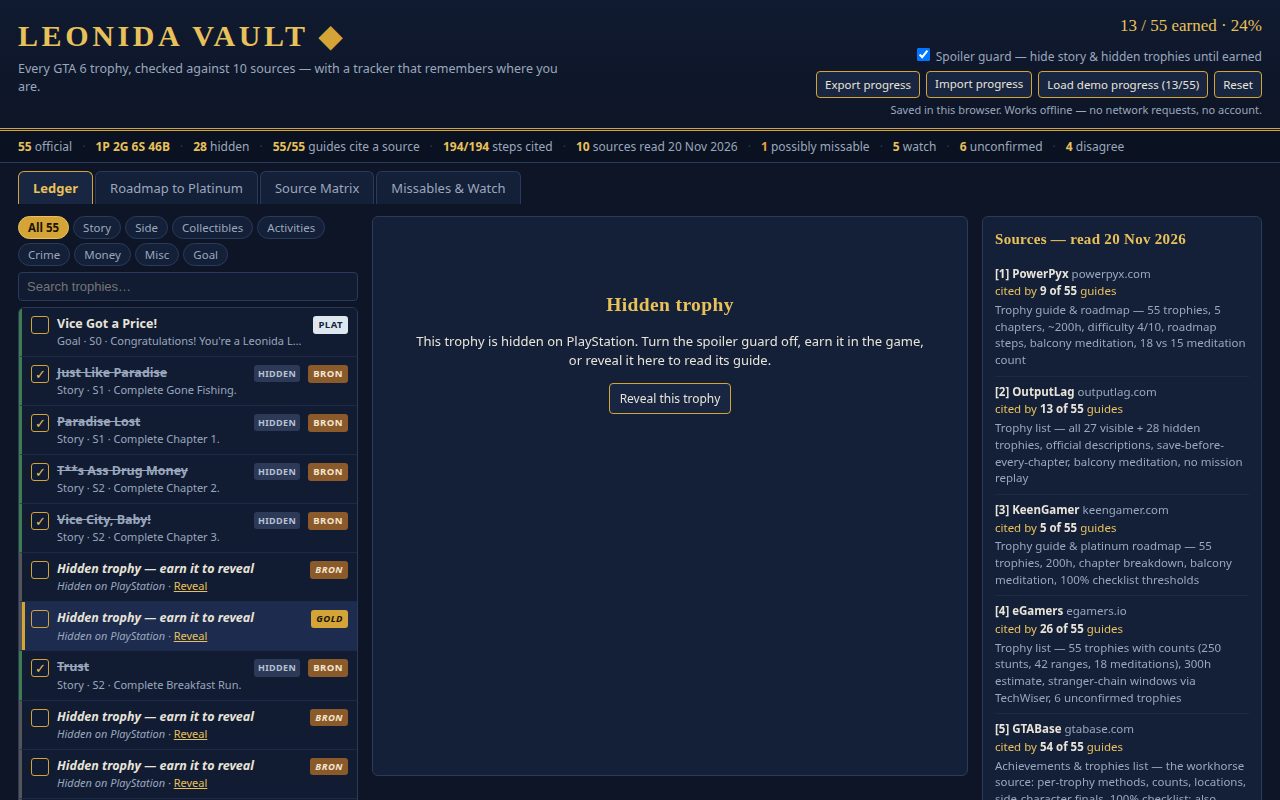 LEONIDA VAULT ◆
Every GTA 6 trophy, checked against 10 sources — with a tracker that remembers where you
are.
13 / 55 earned · 24%
Spoiler guard — hide story & hidden trophies until earned
Export progress
Import progress
Load demo progress (13/55)
Reset
Saved in this browser. Works offline — no network requests, no account.
55 official · 1P 2G 6S 46B · 28 hidden · 55/55 guides cite a source · 194/194 steps cited · 10 sources read 20 Nov 2026 · 1 possibly missable · 5 watch · 6 unconfirmed · 4 disagree
Ledger
Roadmap to Platinum
Source Matrix
Missables & Watch
All 55
Story
Side
Collectibles
Activities
Crime
Money
Misc
Goal
Search trophies…
Vice Got a Price!
PLAT
Goal · S0 · Congratulations! You're a Leonida L...
Just Like Paradise
HIDDEN
BRON
Story · S1 · Complete Gone Fishing.
Paradise Lost
HIDDEN
BRON
Story · S1 · Complete Chapter 1.
T**s Ass Drug Money
HIDDEN
BRON
Story · S2 · Complete Chapter 2.
Vice City, Baby!
HIDDEN
BRON
Story · S2 · Complete Chapter 3.
Hidden trophy — earn it to reveal
BRON
Hidden on PlayStation · Reveal
Hidden trophy — earn it to reveal
GOLD
Hidden on PlayStation · Reveal
Trust
HIDDEN
BRON
Story · S2 · Complete Breakfast Run.
Hidden trophy — earn it to reveal
BRON
Hidden on PlayStation · Reveal
Hidden trophy — earn it to reveal
BRON
Hidden on PlayStation · Reveal
Hidden trophy
This trophy is hidden on PlayStation. Turn the spoiler guard off, earn it in the game,
or reveal it here to read its guide.
Reveal this trophy
Sources — read 20 Nov 2026
[1] PowerPyx powerpyx.com
cited by 9 of 55 guides
Trophy guide & roadmap — 55 trophies, 5
chapters, ~200h, difficulty 4/10, roadmap
steps, balcony meditation, 18 vs 15 meditation
count
[2] OutputLag outputlag.com
cited by 13 of 55 guides
Trophy list — all 27 visible + 28 hidden
trophies, official descriptions, save-before-
every-chapter, balcony meditation, no mission
replay
[3] KeenGamer keengamer.com
cited by 5 of 55 guides
Trophy guide & platinum roadmap — 55
trophies, 200h, chapter breakdown, balcony
meditation, 100% checklist thresholds
[4] eGamers egamers.io
cited by 26 of 55 guides
Trophy list — 55 trophies with counts (250
stunts, 42 ranges, 18 meditations), 300h
estimate, stranger-chain windows via
TechWiser, 6 unconfirmed trophies
[5] GTABase gtabase.com
cited by 54 of 55 guides
Achievements & trophies list — the workhorse
source: per-trophy methods, counts, locations,
side-character finals, 100% checklist; also